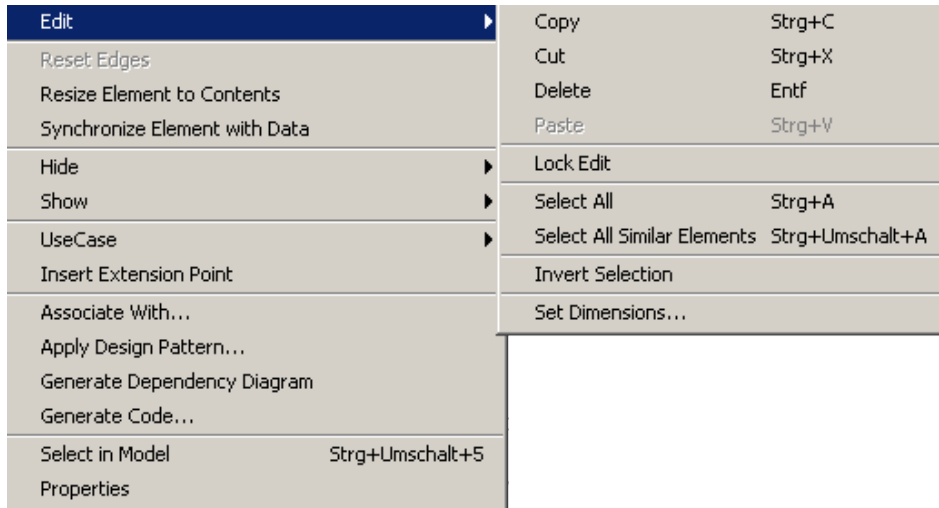 Edit
Reset Edges
Resize Element to Contents
Synchronize Element with Data
Hide
Show
UseCase
Insert Extension Point
Associate With...
Apply Design Pattern...
Generate Dependency Diagram
Generate Code...
Select in Model Strg+Umschalt+5
Properties
Copy Strg+C
Cut Strg+X
Delete Entf
Paste Strg+V
Lock Edit
Select All Strg+A
Select All Similar Elements Strg+Umschalt+A
Invert Selection
Set Dimensions...